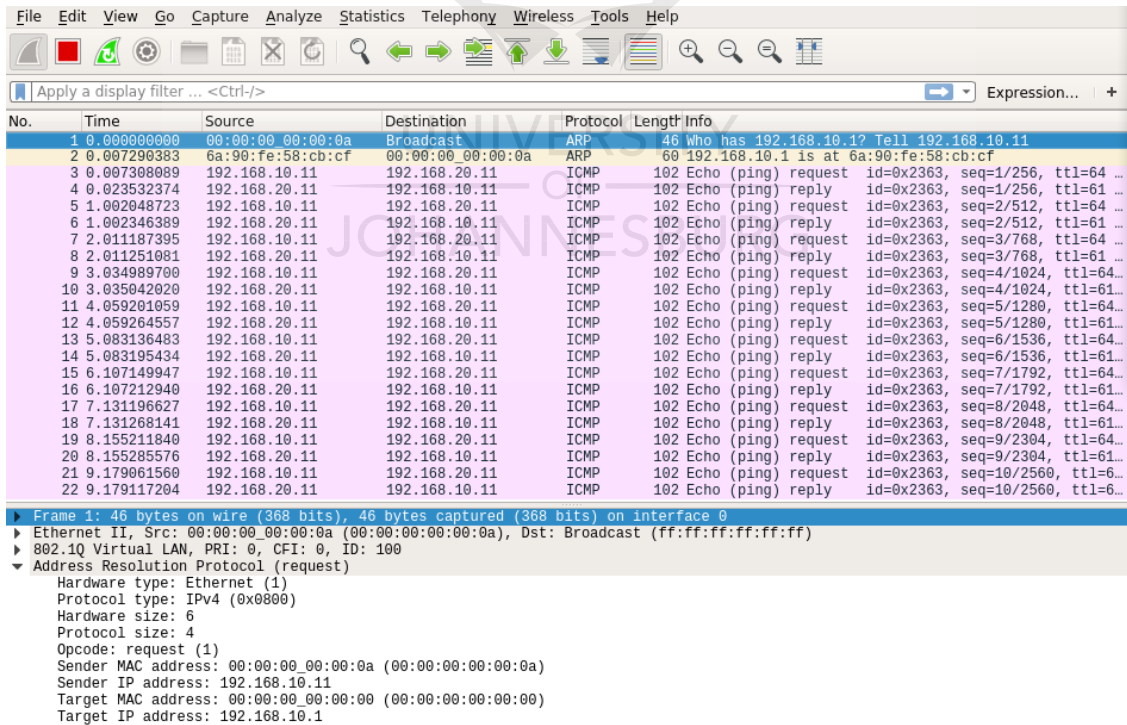 File Edit View Go Capture Analyze Statistics Telephony Wireless Tools Help
Apply a display filter ... <Ctrl-/> Expression... +
No. Time Source Destination Protocol Length Info
1 0.000000000 00:00:00_00:00:0a Broadcast ARP 46 Who has 192.168.10.1? Tell 192.168.10.11
2 0.007290383 6a:90:fe:58:cb:cf 00:00:00_00:00:0a ARP 60 192.168.10.1 is at 6a:90:fe:58:cb:cf
3 0.007308089 192.168.10.11 192.168.20.11 ICMP 102 Echo (ping) request id=0x2363, seq=1/256, ttl=64 …
4 0.023532374 192.168.20.11 192.168.10.11 ICMP 102 Echo (ping) reply id=0x2363, seq=1/256, ttl=61 …
5 1.002048723 192.168.10.11 192.168.20.11 ICMP 102 Echo (ping) request id=0x2363, seq=2/512, ttl=64 …
6 1.002346389 192.168.20.11 192.168.10.11 ICMP 102 Echo (ping) reply id=0x2363, seq=2/512, ttl=61 …
7 2.011187395 192.168.10.11 192.168.20.11 ICMP 102 Echo (ping) request id=0x2363, seq=3/768, ttl=64 …
8 2.011251081 192.168.20.11 192.168.10.11 ICMP 102 Echo (ping) reply id=0x2363, seq=3/768, ttl=61 …
9 3.034989700 192.168.10.11 192.168.20.11 ICMP 102 Echo (ping) request id=0x2363, seq=4/1024, ttl=64…
10 3.035042020 192.168.20.11 192.168.10.11 ICMP 102 Echo (ping) reply id=0x2363, seq=4/1024, ttl=61…
11 4.059201059 192.168.10.11 192.168.20.11 ICMP 102 Echo (ping) request id=0x2363, seq=5/1280, ttl=64…
12 4.059264557 192.168.20.11 192.168.10.11 ICMP 102 Echo (ping) reply id=0x2363, seq=5/1280, ttl=61…
13 5.083136483 192.168.10.11 192.168.20.11 ICMP 102 Echo (ping) request id=0x2363, seq=6/1536, ttl=64…
14 5.083195434 192.168.20.11 192.168.10.11 ICMP 102 Echo (ping) reply id=0x2363, seq=6/1536, ttl=61…
15 6.107149947 192.168.10.11 192.168.20.11 ICMP 102 Echo (ping) request id=0x2363, seq=7/1792, ttl=64…
16 6.107212940 192.168.20.11 192.168.10.11 ICMP 102 Echo (ping) reply id=0x2363, seq=7/1792, ttl=61…
17 7.131196627 192.168.10.11 192.168.20.11 ICMP 102 Echo (ping) request id=0x2363, seq=8/2048, ttl=64…
18 7.131268141 192.168.20.11 192.168.10.11 ICMP 102 Echo (ping) reply id=0x2363, seq=8/2048, ttl=61…
19 8.155211840 192.168.10.11 192.168.20.11 ICMP 102 Echo (ping) request id=0x2363, seq=9/2304, ttl=64…
20 8.155285576 192.168.20.11 192.168.10.11 ICMP 102 Echo (ping) reply id=0x2363, seq=9/2304, ttl=61…
21 9.179061560 192.168.10.11 192.168.20.11 ICMP 102 Echo (ping) request id=0x2363, seq=10/2560, ttl=6…
22 9.179117204 192.168.20.11 192.168.10.11 ICMP 102 Echo (ping) reply id=0x2363, seq=10/2560, ttl=6…
UNIVERSITY
OF
JOHANNESBURG
Frame 1: 46 bytes on wire (368 bits), 46 bytes captured (368 bits) on interface 0
Ethernet II, Src: 00:00:00_00:00:0a (00:00:00:00:00:0a), Dst: Broadcast (ff:ff:ff:ff:ff:ff)
802.1Q Virtual LAN, PRI: 0, CFI: 0, ID: 100
Address Resolution Protocol (request)
Hardware type: Ethernet (1)
Protocol type: IPv4 (0x0800)
Hardware size: 6
Protocol size: 4
Opcode: request (1)
Sender MAC address: 00:00:00_00:00:0a (00:00:00:00:00:0a)
Sender IP address: 192.168.10.11
Target MAC address: 00:00:00_00:00:00 (00:00:00:00:00:00)
Target IP address: 192.168.10.1